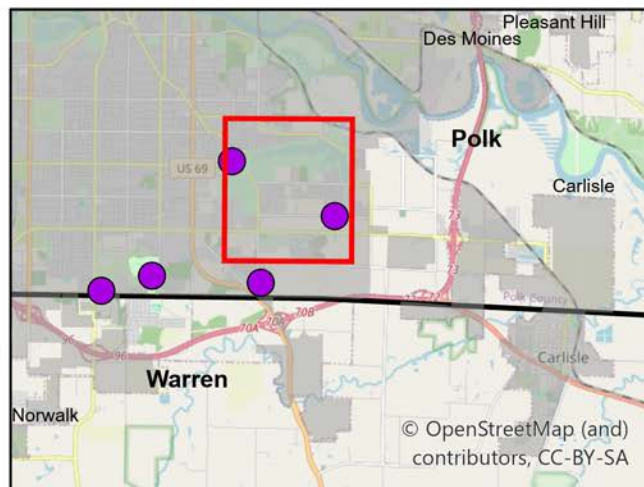 Pleasant Hill
Des Moines
Polk
US 69
Carlisle
73
73
Polk County
73
70B
70A
70A
96
96
Carlisle
Warren
Norwalk
© OpenStreetMap (and)
contributors, CC-BY-SA